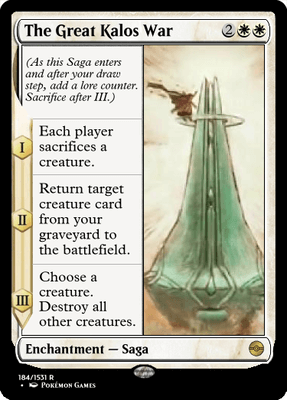 The Great Kalos War 2
(As this Saga enters
and after your draw
step, add a lore counter.
Sacrifice after III.)
I
Each player
sacrifices a
creature.
II
Return target
creature card
from your
graveyard to
the battlefield.
III
Choose a
creature.
Destroy all
other creatures.
Enchantment — Saga
184/1531 R
• Pokémon Games